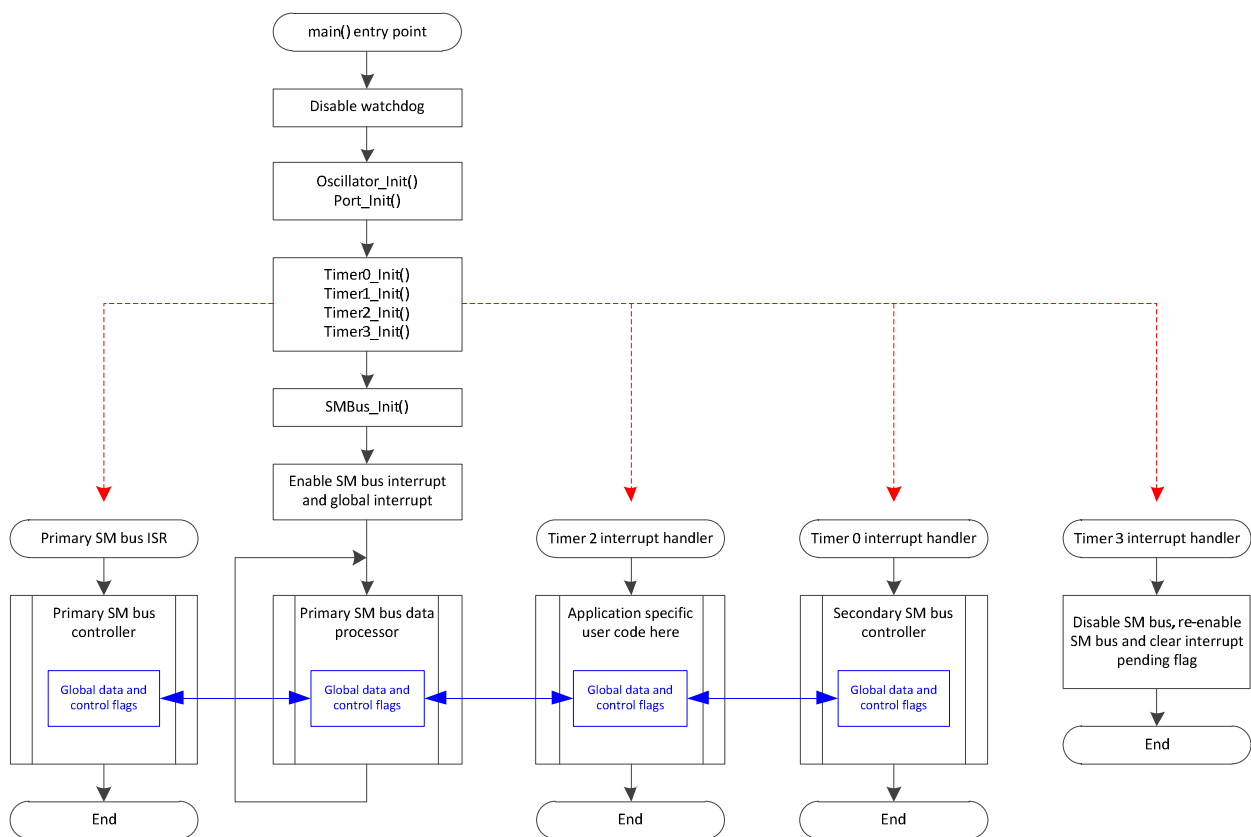 main() entry point
Disable watchdog
Oscillator_Init()
Port_Init()
Timer0_Init()
Timer1_Init()
Timer2_Init()
Timer3_Init()
SMBus_Init()
Enable SM bus interrupt
and global interrupt
Primary SM bus ISR
Timer 2 interrupt handler
Timer 0 interrupt handler
Timer 3 interrupt handler
Primary SM bus
controller
Global data and
control flags
Primary SM bus data
processor
Global data and
control flags
Application specific
user code here
Global data and
control flags
Secondary SM bus
controller
Global data and
control flags
Disable SM bus, re-enable
SM bus and clear interrupt
pending flag
End
End
End
End